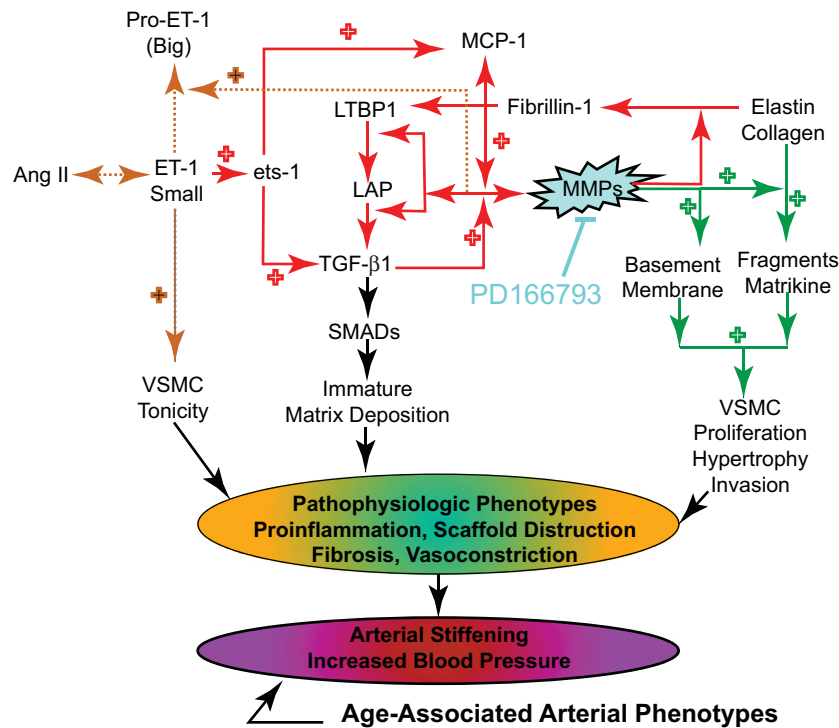 Pro-ET-1
(Big)
MCP-1
LTBP1
Fibrillin-1
Elastin
Collagen
Ang II
ET-1
Small
ets-1
LAP
MMPs
TGF-β1
PD166793
Basement
Membrane
Fragments
Matrikine
SMADs
VSMC
Tonicity
Immature
Matrix Deposition
VSMC
Proliferation
Hypertrophy
Invasion
Pathophysiologic Phenotypes
Proinflammation, Scaffold Distruction
Fibrosis, Vasoconstriction
Arterial Stiffening
Increased Blood Pressure
Age-Associated Arterial Phenotypes